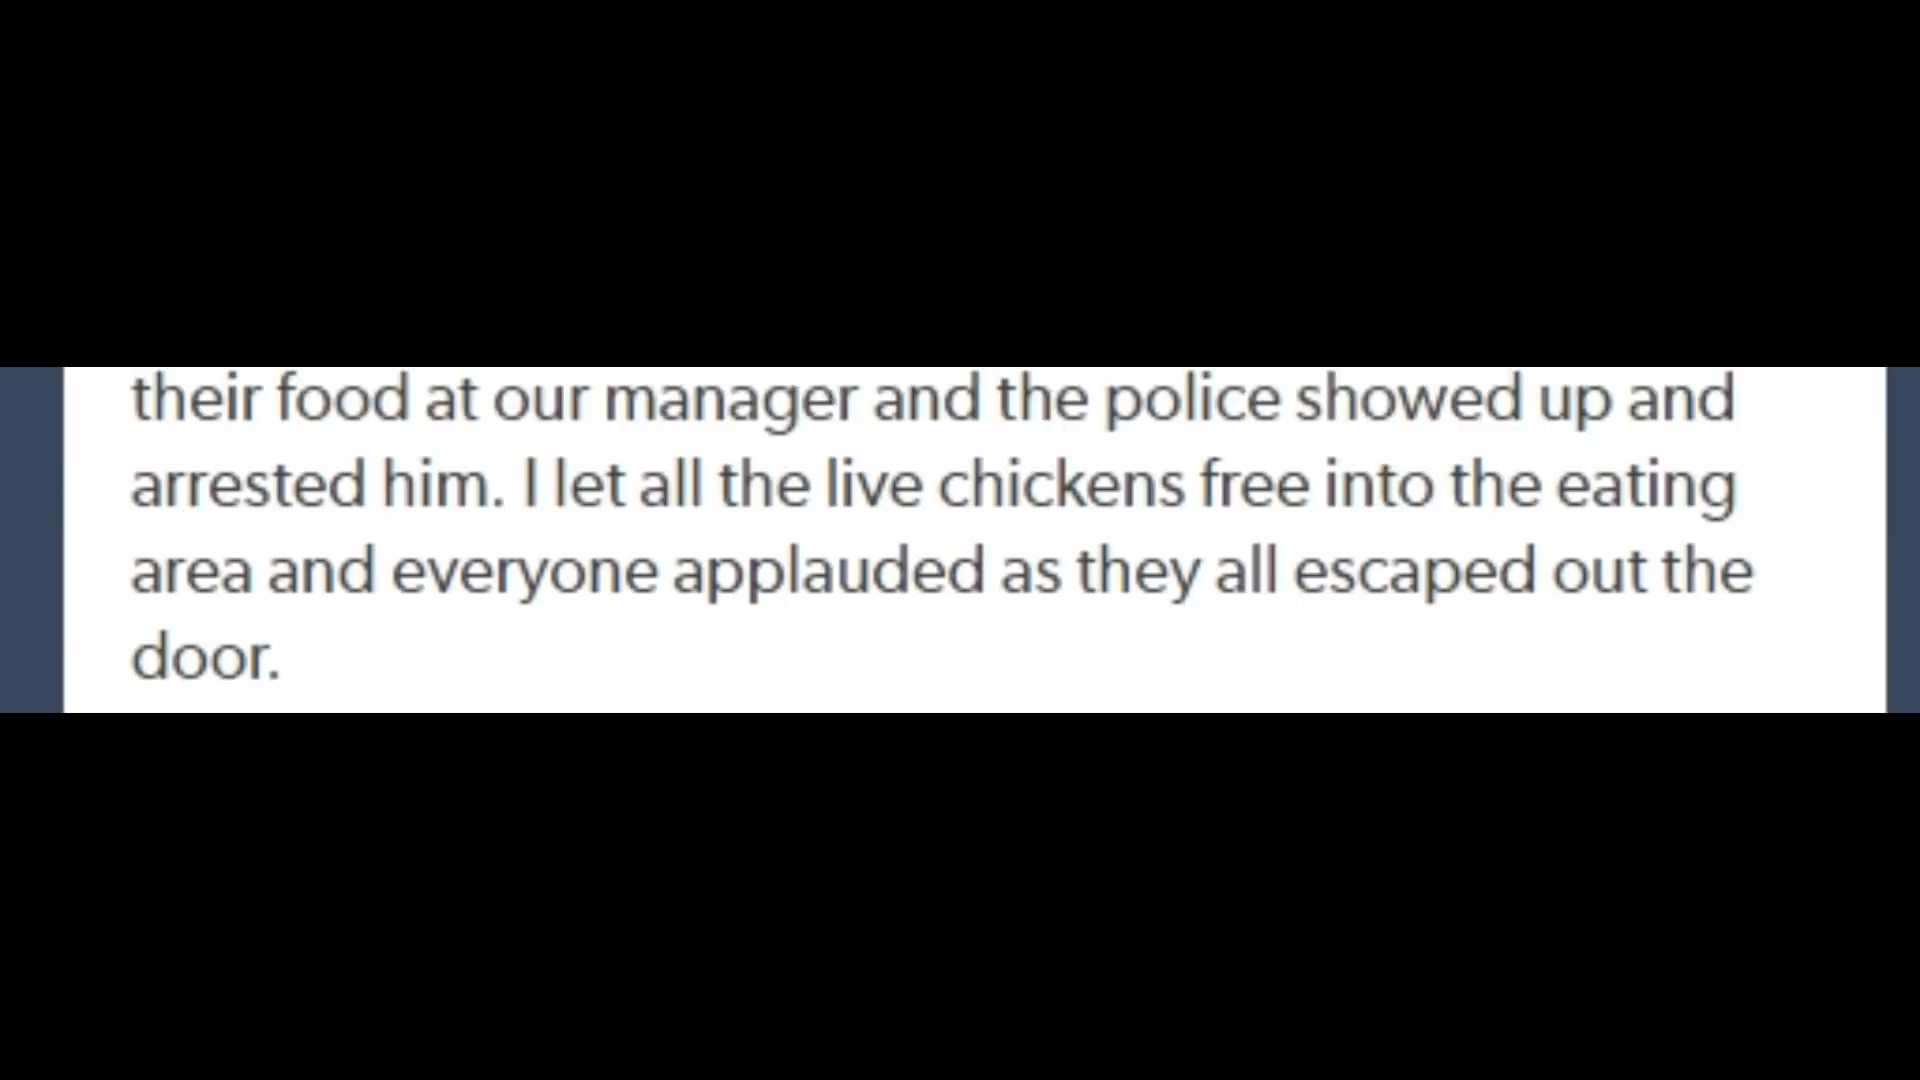 their food at our manager and the police showed up and
arrested him. I let all the live chickens free into the eating
area and everyone applauded as they all escaped out the
door.